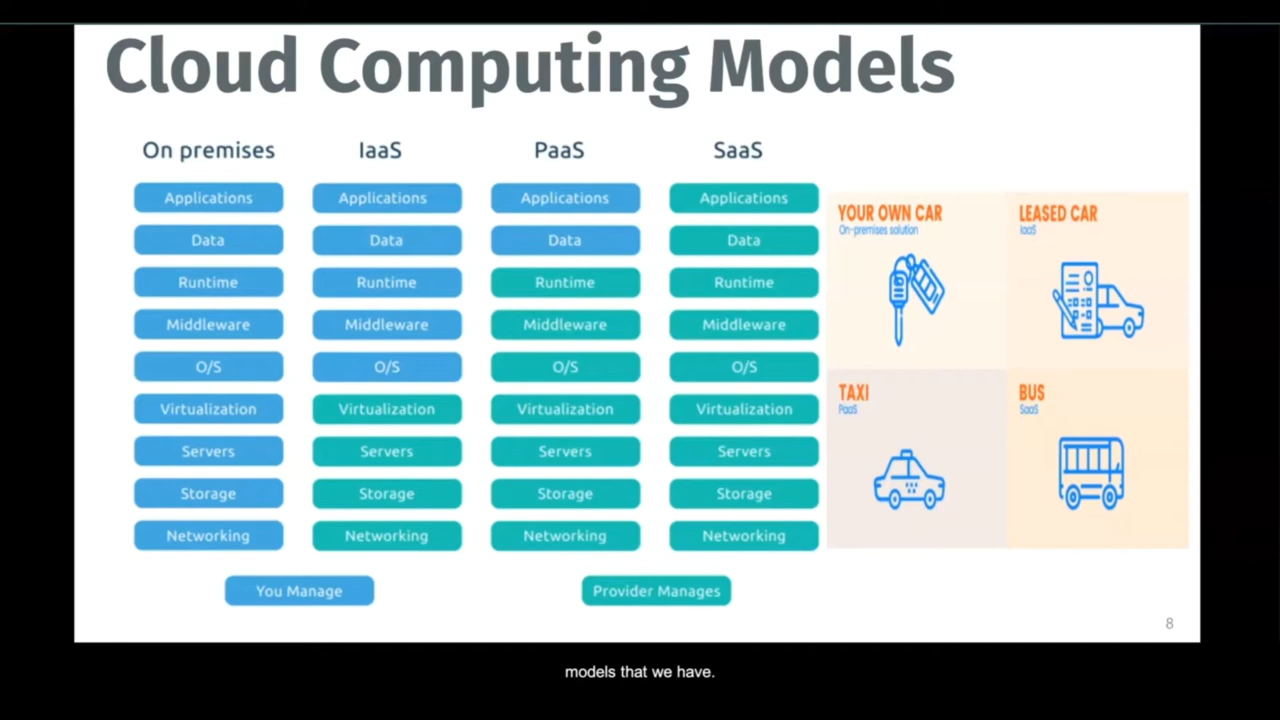 Cloud Computing Models
On premises IaaS PaaS SaaS
Applications Applications Applications Applications
Data Data Data Data
Runtime Runtime Runtime Runtime
Middleware Middleware Middleware Middleware
O/S O/S O/S O/S
Virtualization Virtualization Virtualization Virtualization
Servers Servers Servers Servers
Storage Storage Storage Storage
Networking Networking Networking Networking
You Manage Provider Manages
YOUR OWN CAR
On-premises solution
LEASED CAR
IaaS
TAXI
PaaS
BUS
SaaS
8
models that we have.